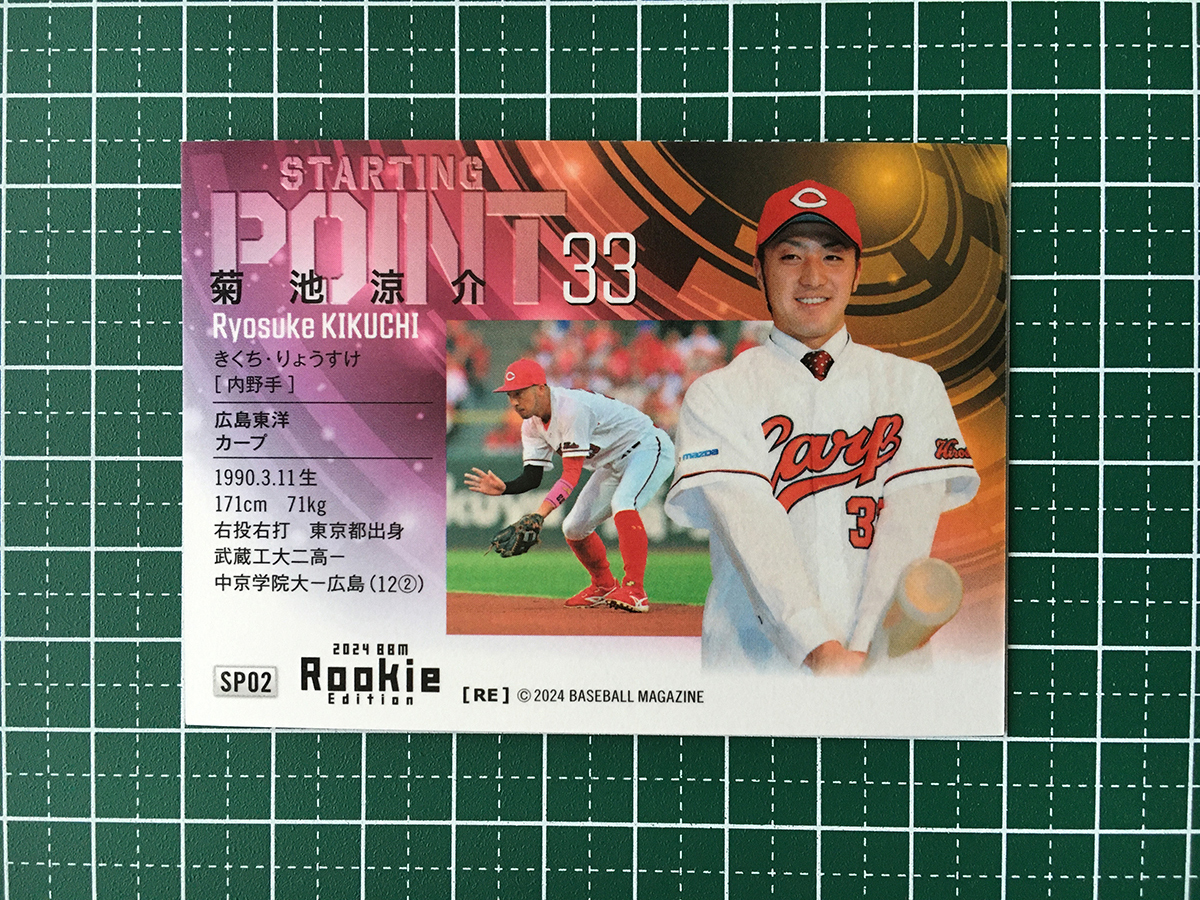 STARTING
POINT
33
菊池涼介
Ryosuke KIKUCHI
きくち・りょうすけ
[内野手]
広島東洋
カープ
1990.3.11生
171cm 71kg
右投右打 東京都出身
武蔵工大二高ー
中京学院大ー広島(12②)
mazda
Carp
SP02
2024 BBM
Rookie
Edition
[RE] ©2024 BASEBALL MAGAZINE